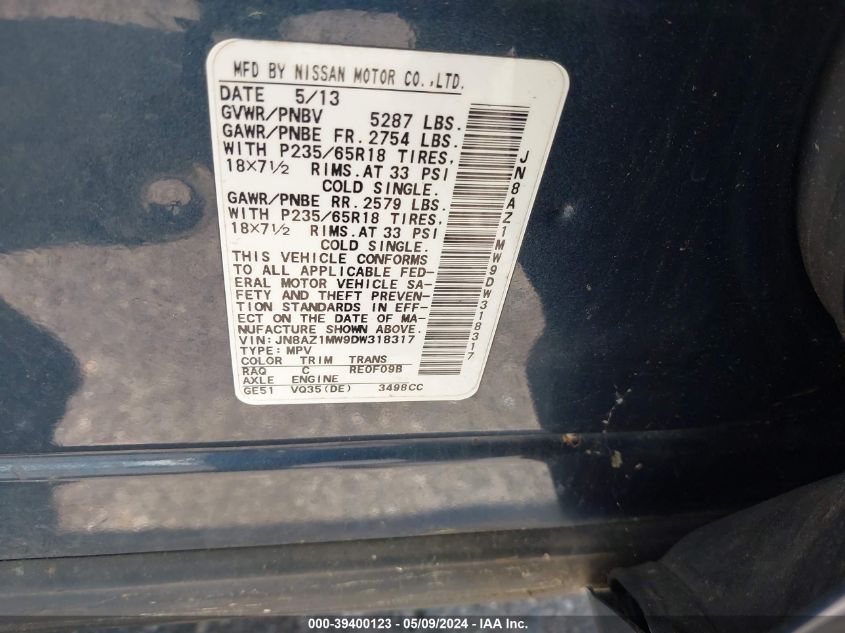 MFD BY NISSAN MOTOR CO.,LTD.
DATE 5/13
GVWR/PNBV 5287 LBS.
GAWR/PNBE FR. 2754 LBS.
WITH P235/65R18 TIRES,
18×7½ RIMS.AT 33 PSI
COLD SINGLE.
GAWR/PNBE RR. 2579 LBS.
WITH P235/65R18 TIRES,
18×7½ RIMS.AT 33 PSI
COLD SINGLE.
THIS VEHICLE CONFORMS
TO ALL APPLICABLE FED-
ERAL MOTOR VEHICLE SA-
FETY AND THEFT PREVEN-
TION STANDARDS IN EFF-
ECT ON THE DATE OF MA-
NUFACTURE SHOWN ABOVE.
VIN:JN8AZ1MW9DW318317
TYPE:MPV
COLOR TRIM TRANS
RAQ C RE0F09B
AXLE ENGINE
GE51 VQ35(DE) 3498CC
JN8AZ1MW9DW318317
000-39400123 - 05/09/2024 - IAA Inc.